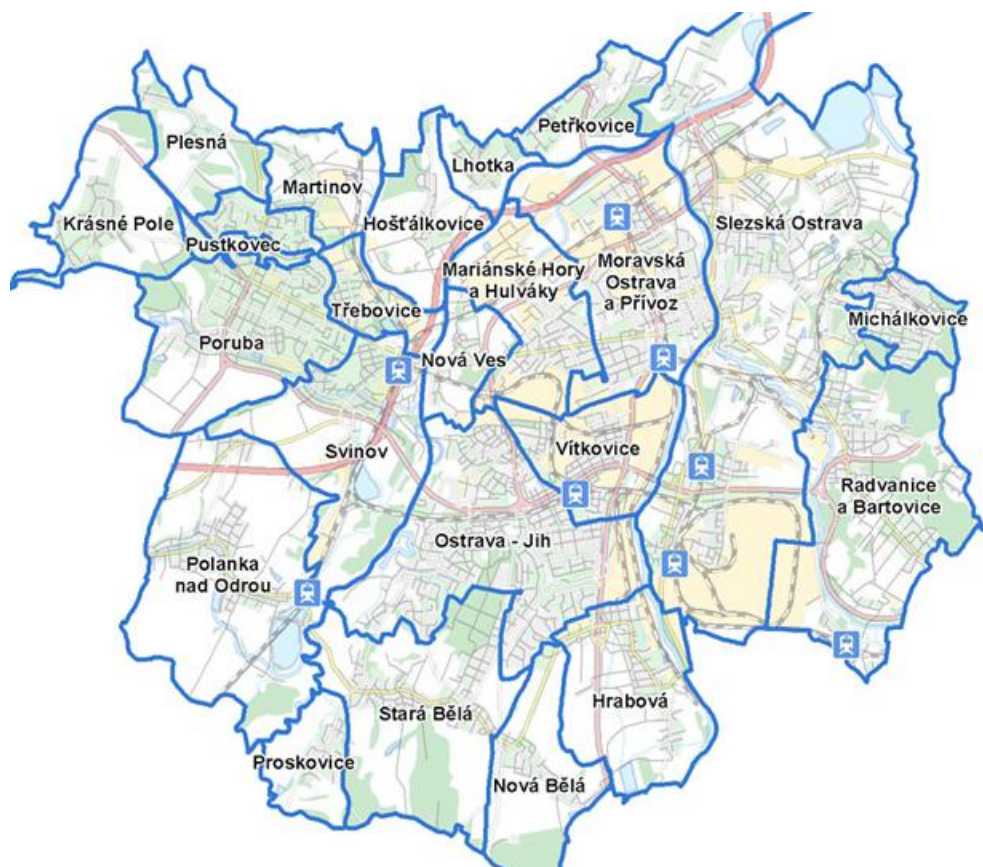 Petřkovice
Plesná
Lhotka
Martinov
Krásné Pole
Hošťálkovice
Slezská Ostrava
Pustkovec
Mariánské Hory
a Hulváky
Moravská
Ostrava
a Přívoz
Třebovice
Michálkovice
Poruba
Nová Ves
Svinov
Vítkovice
Radvanice
a Bartovice
Ostrava - Jih
Polanka
nad Odrou
Hrabová
Stará Bělá
Proskovice
Nová Bělá